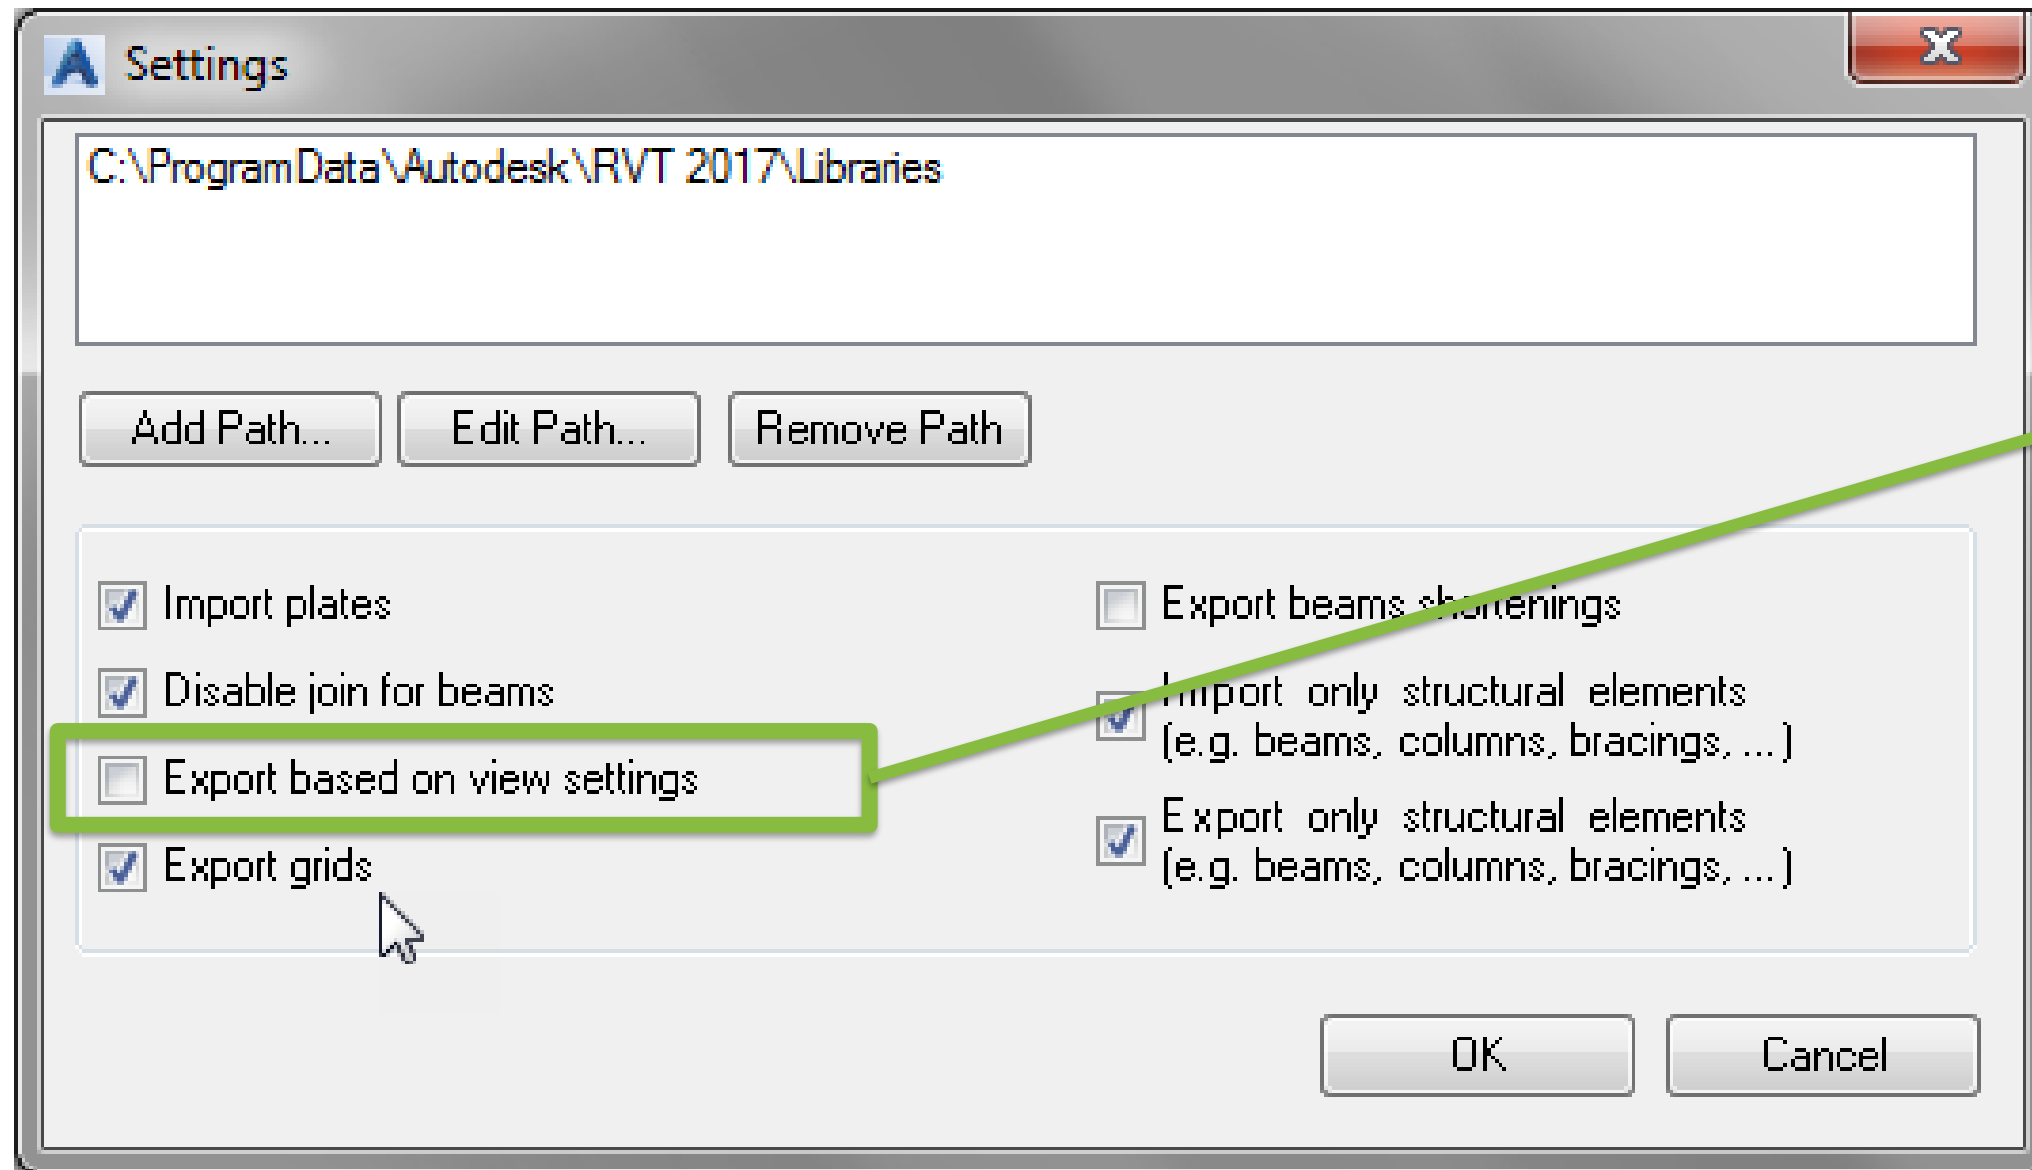 Settings
C:\ProgramData\Autodesk\RVT 2017\Libraries
Add Path... Edit Path... Remove Path
Import plates
Disable join for beams
Export based on view settings
Export grids
Export beams shortenings
Import only structural elements
(e.g. beams, columns, bracings, ...)
Export only structural elements
(e.g. beams, columns, bracings, ...)
OK Cancel